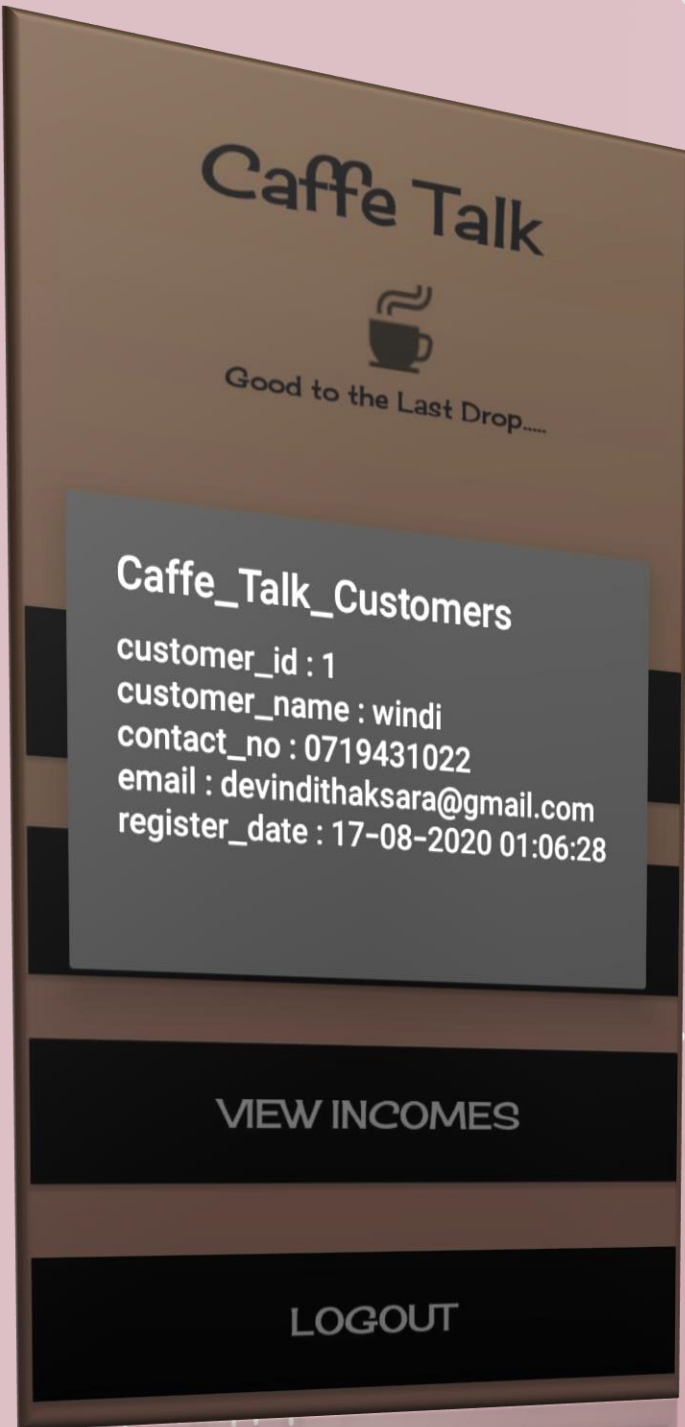 Caffe Talk
Good to the Last Drop.....
Caffe_Talk_Customers
customer_id : 1
customer_name : windi
contact_no : 0719431022
email : devindithaksara@gmail.com
register_date : 17-08-2020 01:06:28
VIEW INCOMES
LOGOUT